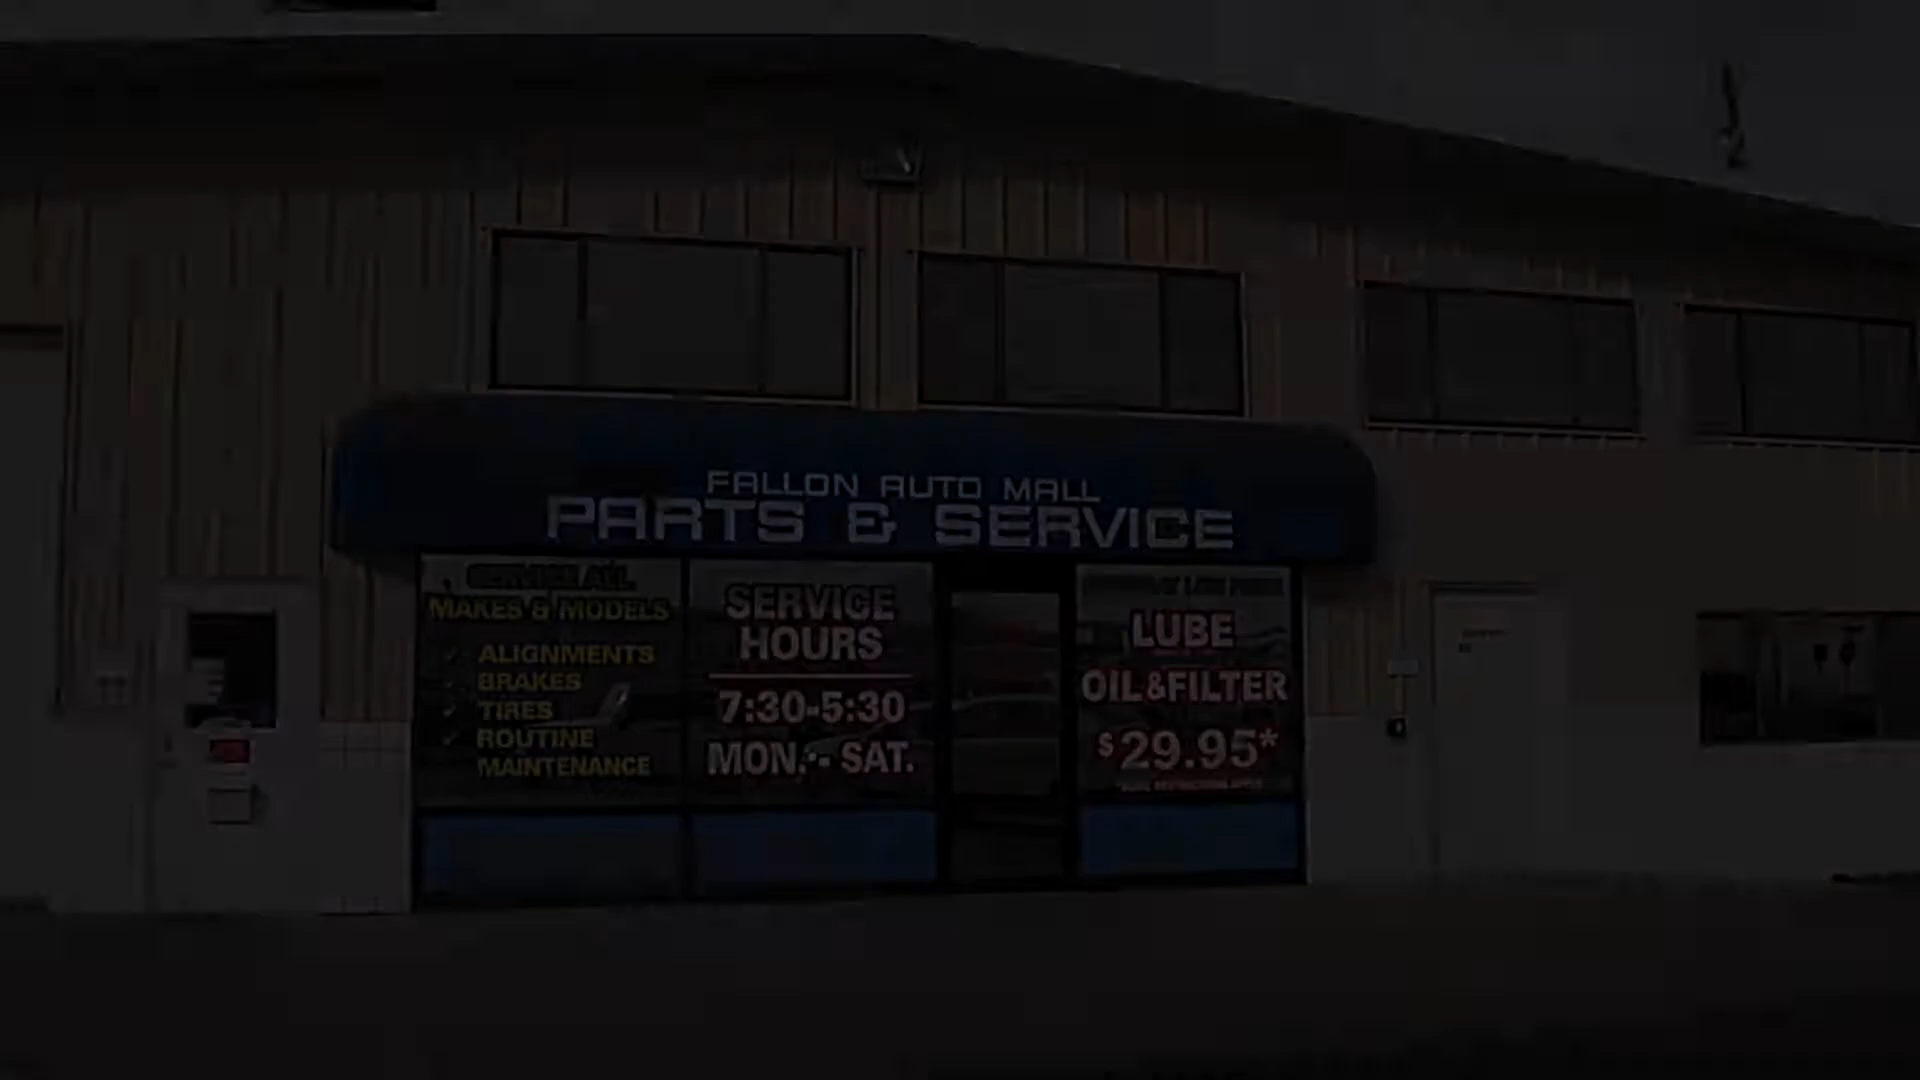 FALLON AUTO MALL
PARTS & SERVICE
SERVICE ALL
MAKES & MODELS
✓ ALIGNMENTS
✓ BRAKES
✓ TIRES
✓ ROUTINE
MAINTENANCE
SERVICE
HOURS
7:30-5:30
MON.- SAT.
LUBE
OIL&FILTER
$29.95*